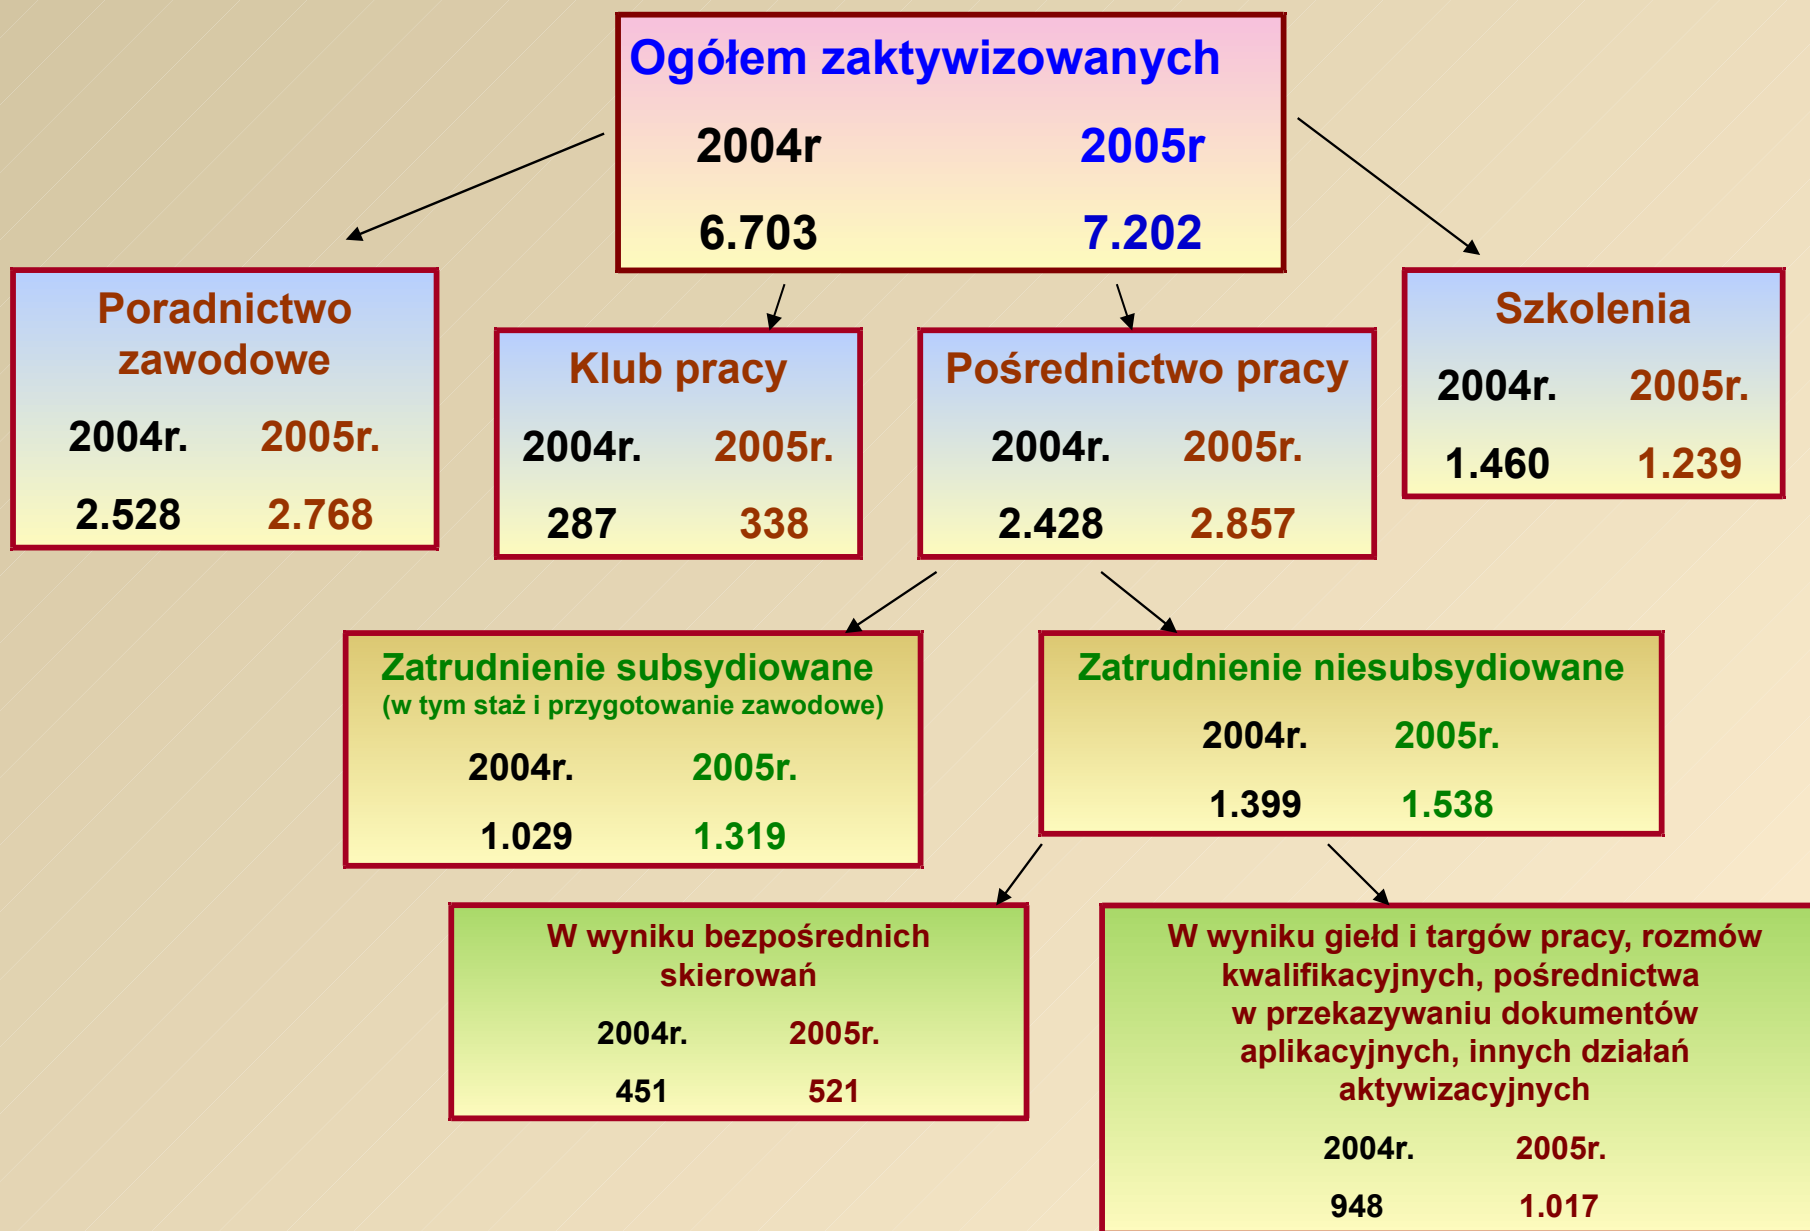 Ogółem zaktywizowanych
2004r 2005r
6.703 7.202
Poradnictwo
zawodowe
2004r. 2005r.
2.528 2.768
Klub pracy
2004r. 2005r.
287 338
Pośrednictwo pracy
2004r. 2005r.
2.428 2.857
Szkolenia
2004r. 2005r.
1.460 1.239
Zatrudnienie subsydiowane
(w tym staż i przygotowanie zawodowe)
2004r. 2005r.
1.029 1.319
Zatrudnienie niesubsydiowane
2004r. 2005r.
1.399 1.538
W wyniku bezpośrednich
skierowań
2004r. 2005r.
451 521
W wyniku giełd i targów pracy, rozmów
kwalifikacyjnych, pośrednictwa
w przekazywaniu dokumentów
aplikacyjnych, innych działań
aktywizacyjnych
2004r. 2005r.
948 1.017